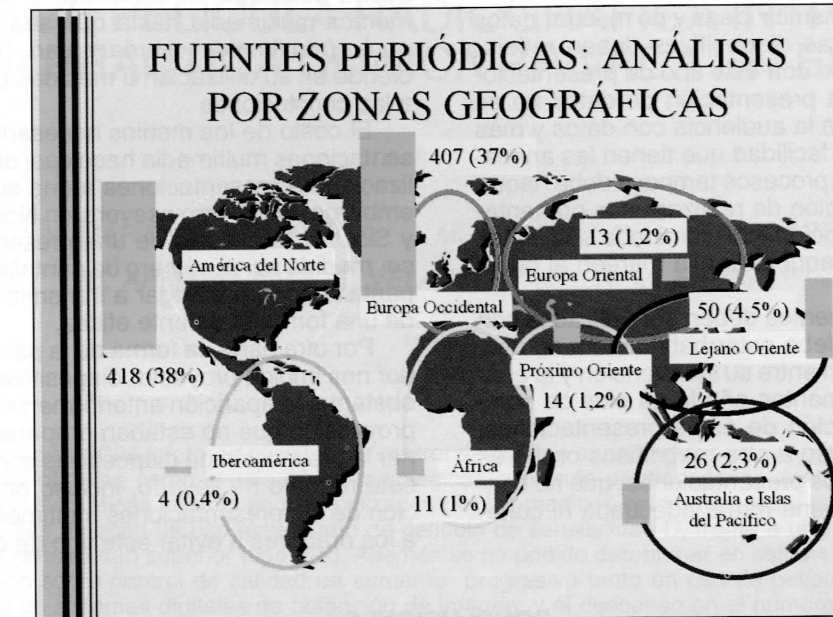 FUENTES PERIÓDICAS: ANÁLISIS
POR ZONAS GEOGRAFICAS
407 (37%)
13 (1,2%)
América del Norte
Europa Oriental
Europa Occidental
50 (4,5%)
Lejano Oriente
418 (38%)
Próximo Oriente
14 (1,2%)
Iberoamérica
África
26 (2,3%)
4 (0.4%)
11 (1%)
Australia e Islas
del Pacífico